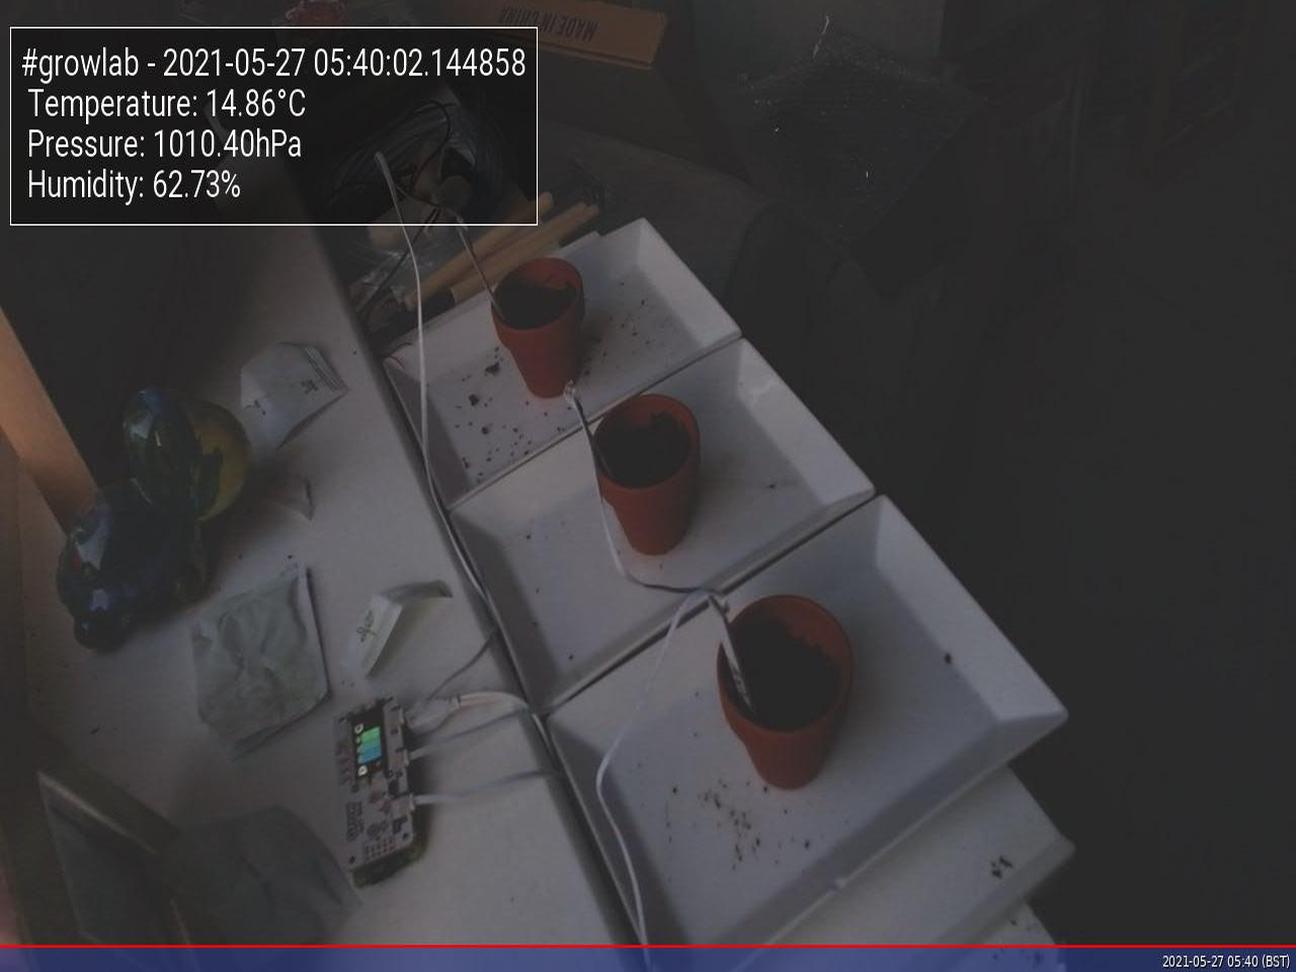 #growlab - 2021-05-27 05:40:02.144858
Temperature: 14.86°C
Pressure: 1010.40hPa
Humidity: 62.73%
MADE IN CHINA
2021-05-27 05:40 (BST)